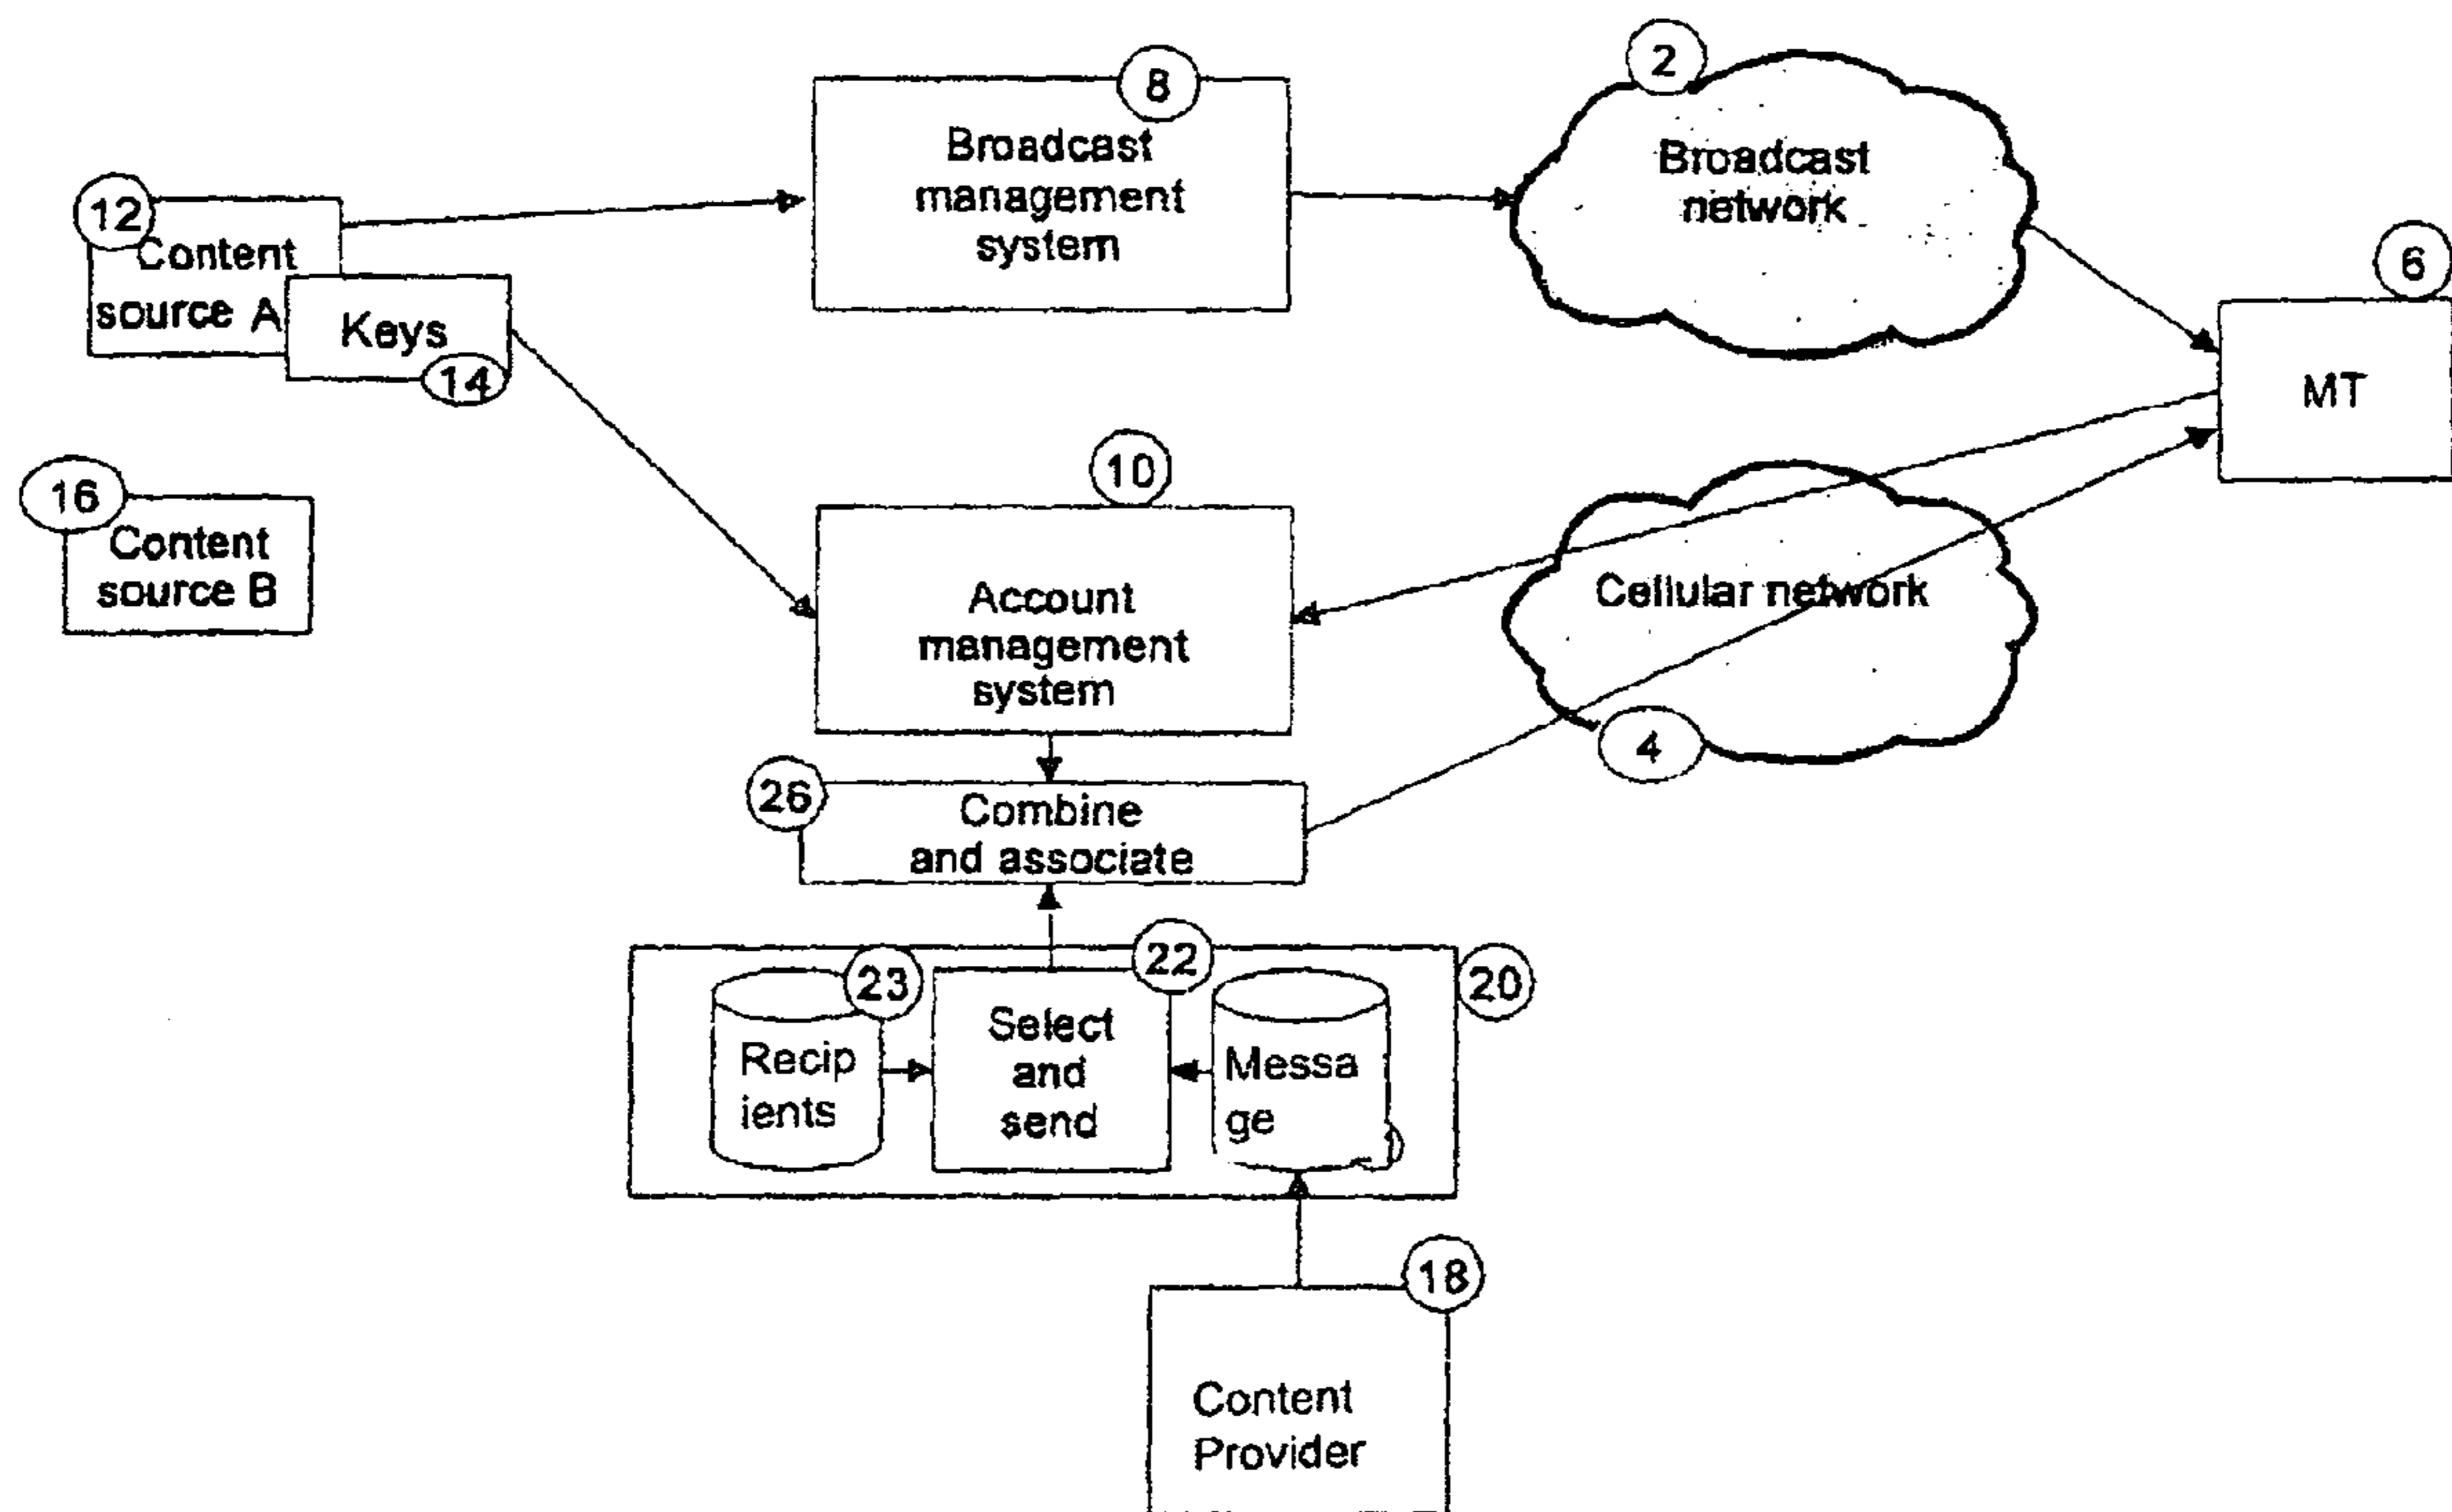 2
8
Broadcast
management
system
Broadcast
network
12
Content
source A
Keys
14
6
MT
10
16
Content
source B
Account
management
system
Cellular network
4
26
Combine
and associate
23
22
20
Recip
ients
Select
and
send
Messa
ge
18
Content
Provider